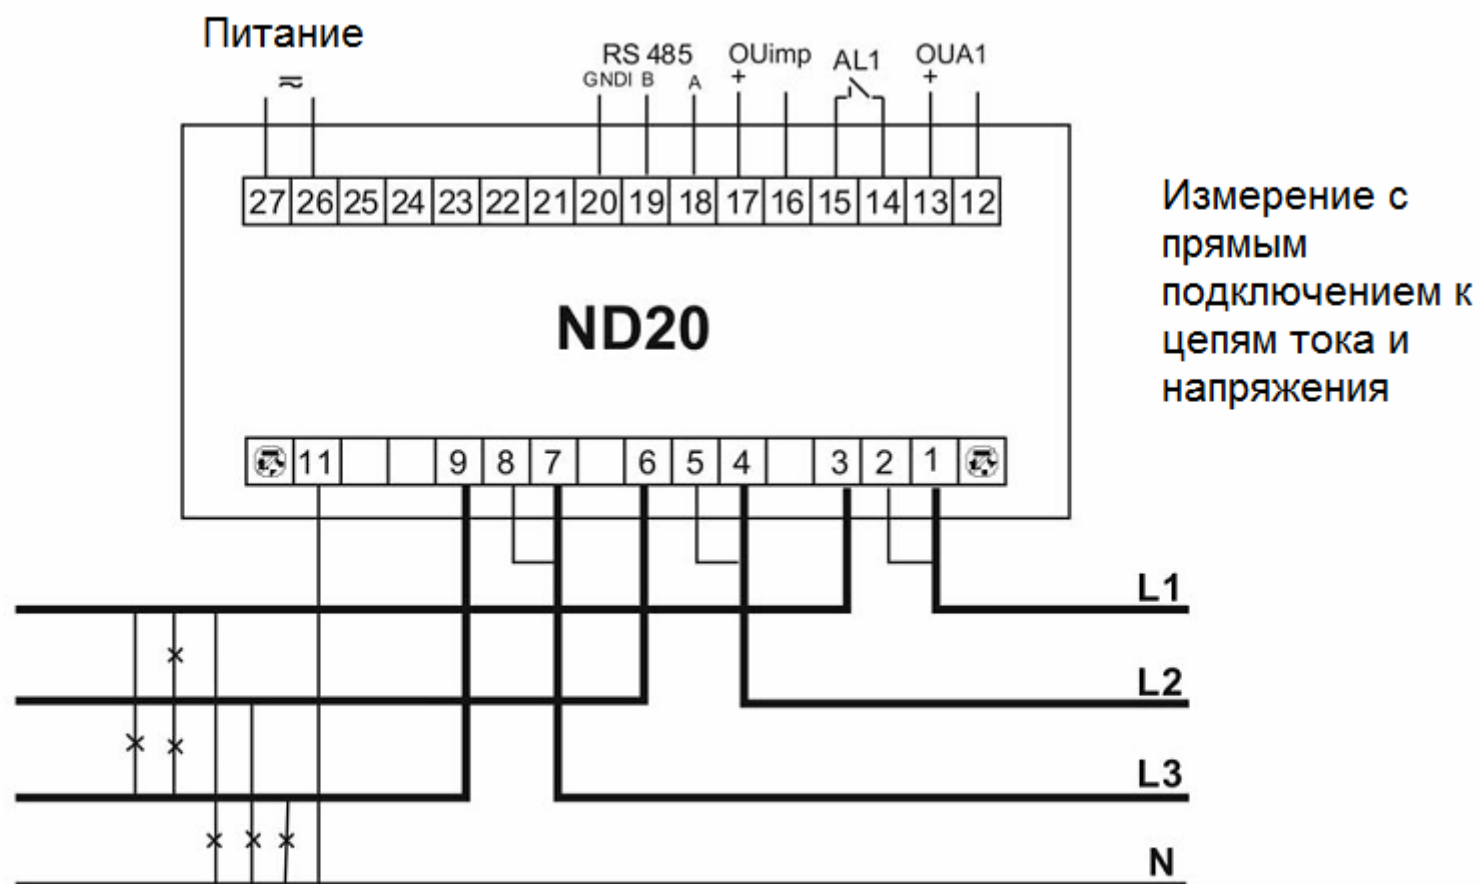 Питание
RS 485 OUimp AL1 OUA1
GNDI B A + +
27 26 25 24 23 22 21 20 19 18 17 16 15 14 13 12
Измерение с
прямым
подключением к
цепям тока и
напряжения
ND20
11 9 8 7 6 5 4 3 2 1
L1
L2
L3
N